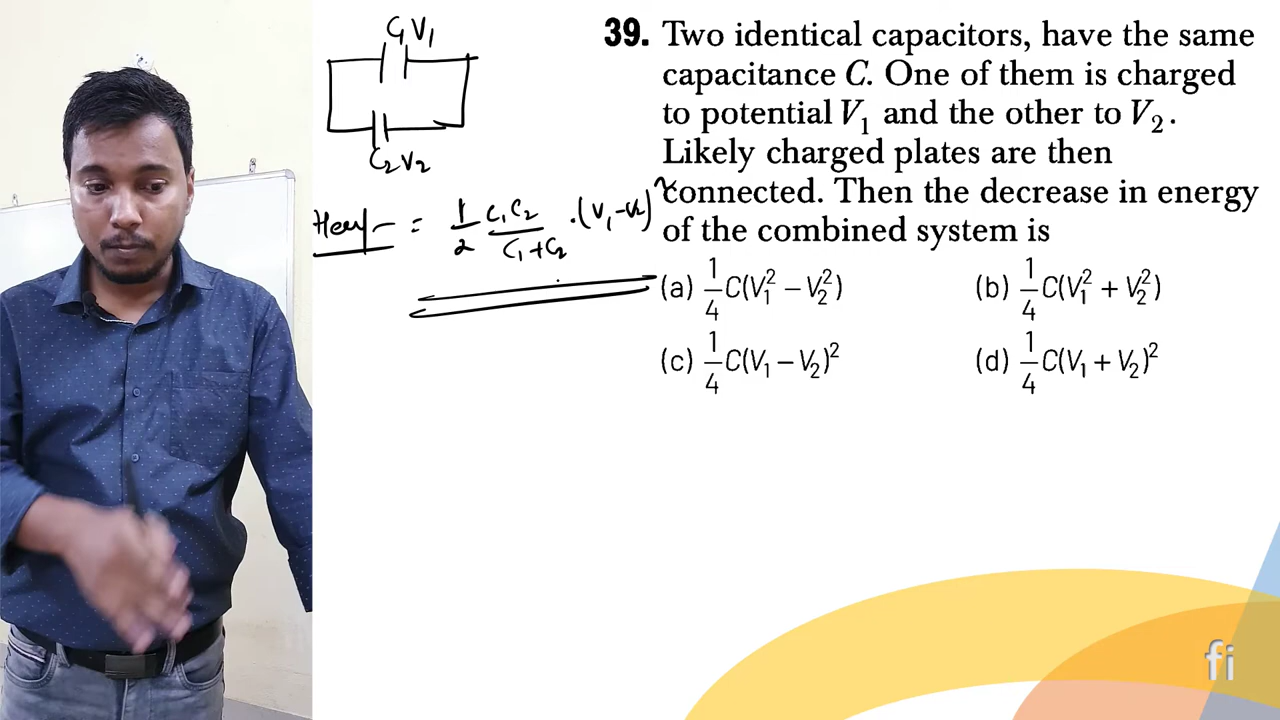 C₁V₁
C₂V₂
= 1/2 C₁C₂/(C₁+C₂) .(V₁–V₂)²
39. Two identical capacitors, have the same
capacitance C. One of them is charged
to potential V₁ and the other to V₂.
Likely charged plates are then
connected. Then the decrease in energy
of the combined system is
(a) 1/4 C(V₁² – V₂²) (b) 1/4 C(V₁² + V₂²)
(c) 1/4 C(V₁ – V₂)² (d) 1/4 C(V₁ + V₂)²
fi